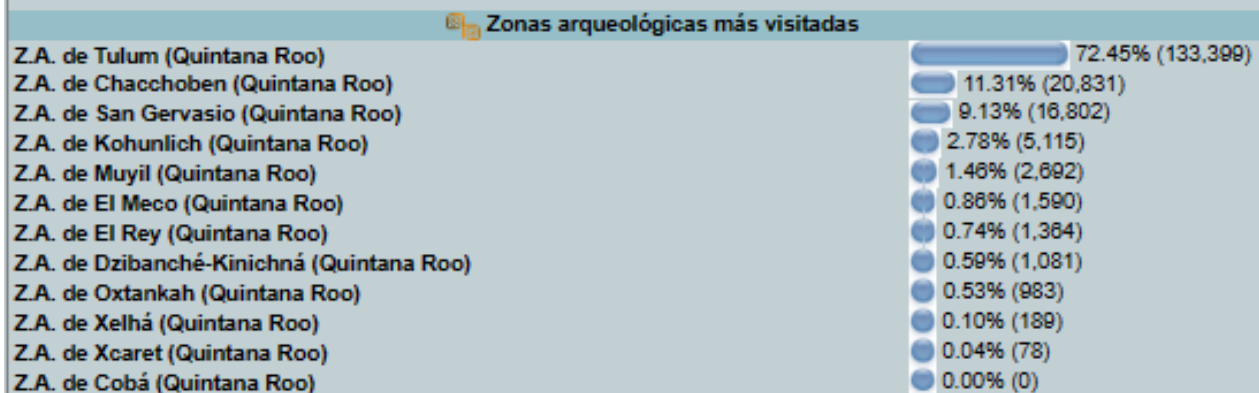 Zonas arqueológicas más visitadas
Z.A. de Tulum (Quintana Roo) 72.45% (133,399)
Z.A. de Chacchoben (Quintana Roo) 11.31% (20,831)
Z.A. de San Gervasio (Quintana Roo) 9.13% (16,802)
Z.A. de Kohunlich (Quintana Roo) 2.78% (5,115)
Z.A. de Muyil (Quintana Roo) 1.46% (2,692)
Z.A. de El Meco (Quintana Roo) 0.86% (1,590)
Z.A. de El Rey (Quintana Roo) 0.74% (1,364)
Z.A. de Dzibanché-Kinichná (Quintana Roo) 0.59% (1,081)
Z.A. de Oxtankah (Quintana Roo) 0.53% (983)
Z.A. de Xelhá (Quintana Roo) 0.10% (189)
Z.A. de Xcaret (Quintana Roo) 0.04% (78)
Z.A. de Cobá (Quintana Roo) 0.00% (0)